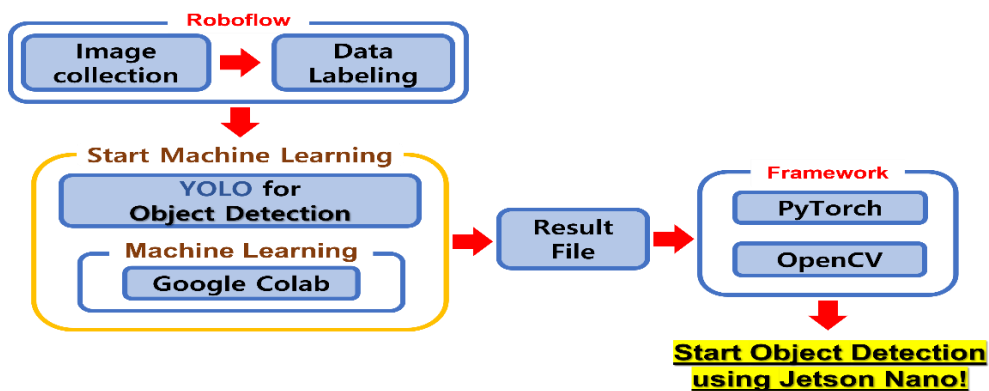 Roboflow
Image
collection
Data
Labeling
Start Machine Learning
YOLO for
Object Detection
Machine Learning
Google Colab
Result
File
Framework
PyTorch
OpenCV
Start Object Detection
using Jetson Nano!